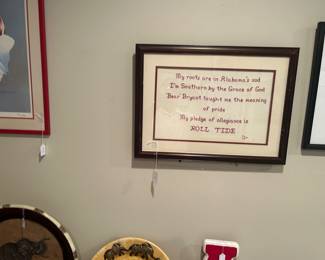 My roots are in Alabama's sod
I'm Southern by the Grace of God
'Bear' Bryant taught me the meaning
of pride
My pledge of allegiance is
ROLL TIDE